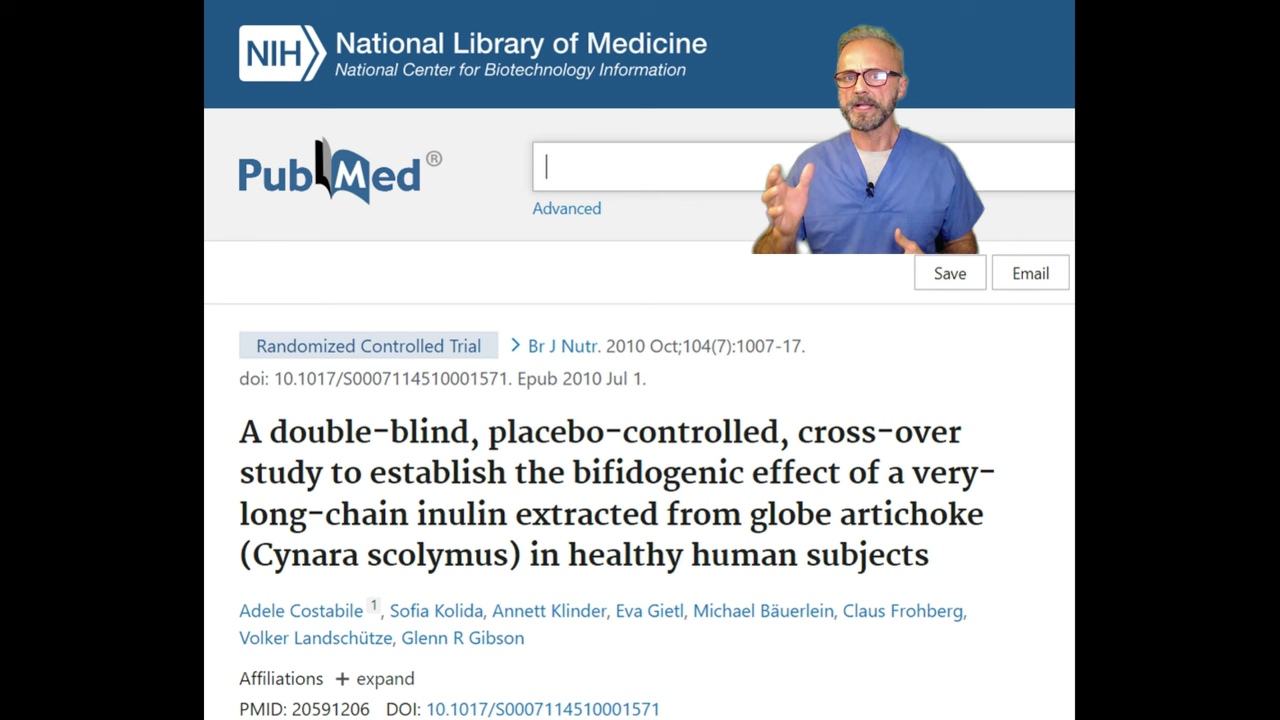 NIH National Library of Medicine
National Center for Biotechnology Information
PubMed®
Advanced
Save Email
Randomized Controlled Trial > Br J Nutr. 2010 Oct;104(7):1007-17.
doi: 10.1017/S0007114510001571. Epub 2010 Jul 1.
A double-blind, placebo-controlled, cross-over
study to establish the bifidogenic effect of a very-
long-chain inulin extracted from globe artichoke
(Cynara scolymus) in healthy human subjects
Adele Costabile 1, Sofia Kolida, Annett Klinder, Eva Gietl, Michael Bäuerlein, Claus Frohberg,
Volker Landschütze, Glenn R Gibson
Affiliations + expand
PMID: 20591206 DOI: 10.1017/S0007114510001571